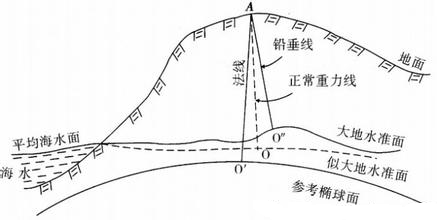 A
铅垂线
法线
地面
正常重力线
平均海水面
O"
大地水准面
海水
O
似大地水准面
O'
参考椭球面